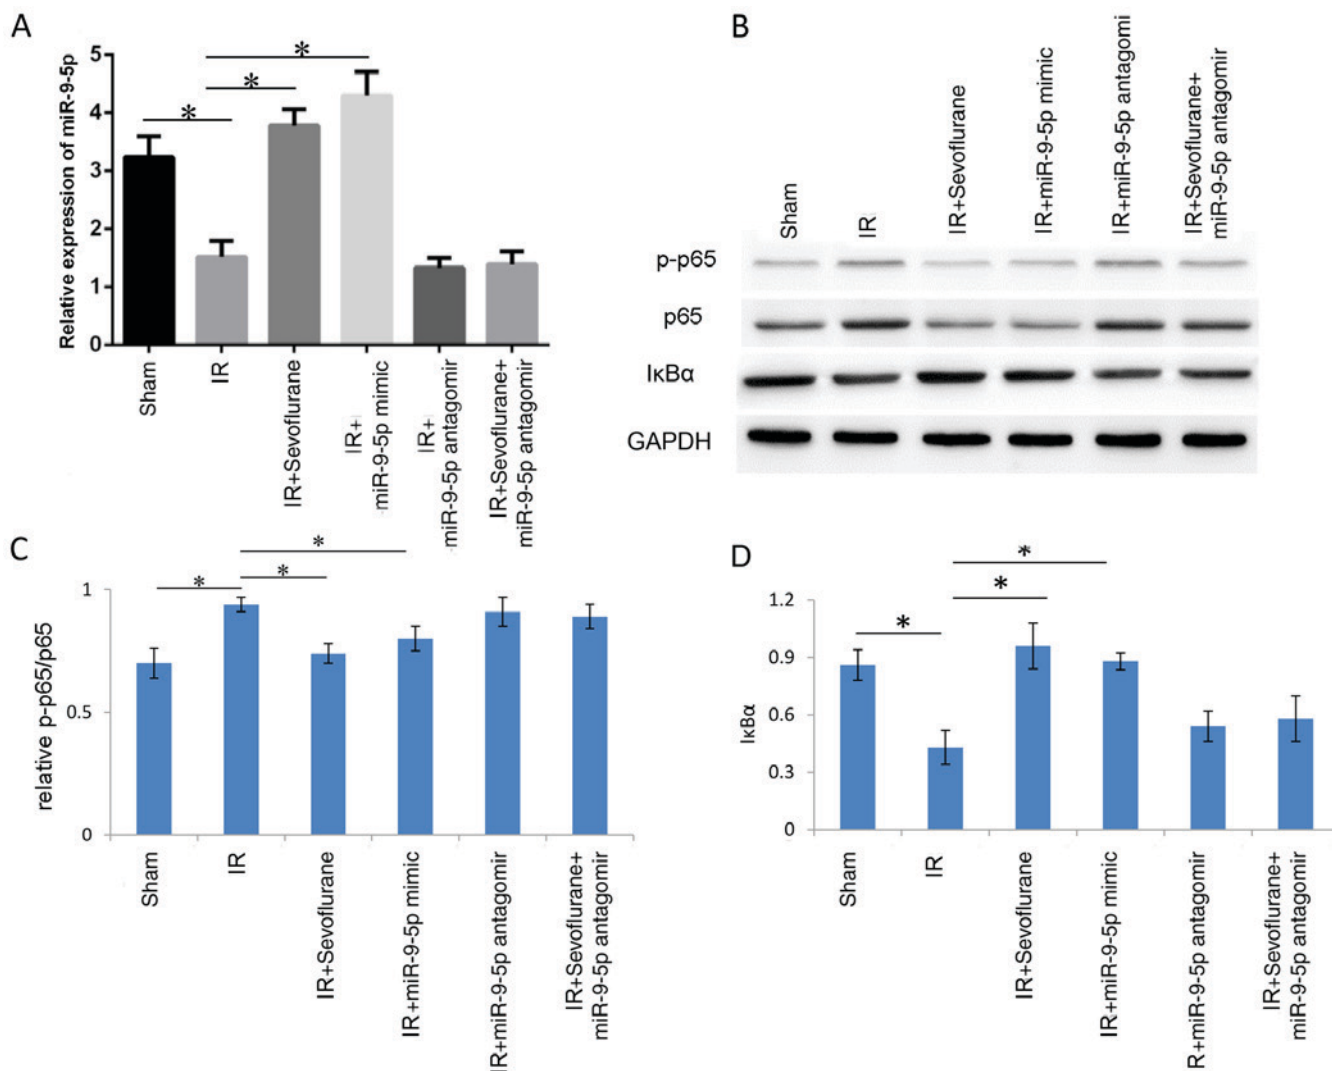 A
Relative expression of miR-9-5p
5
4
3
2
1
0
*
*
*
Sham
IR
IR+Sevoflurane
IR+
miR-9-5p mimic
IR+
miR-9-5p antagomir
IR+Sevoflurane+
miR-9-5p antagomir
B
Sham
IR
IR+Sevoflurane
IR+miR-9-5p mimic
IR+miR-9-5p antagomi
IR+Sevoflurane+
miR-9-5p antagomir
p-p65
p65
IκBα
GAPDH
C
relative p-p65/p65
1
0.5
0
*
*
*
Sham
IR
IR+Sevoflurane
IR+miR-9-5p mimic
IR+miR-9-5p antagomir
IR+Sevoflurane+
miR-9-5p antagomir
D
IκBα
1.2
0.9
0.6
0.3
0
*
*
*
Sham
IR
IR+Sevoflurane
IR+miR-9-5p mimic
R+miR-9-5p antagomir
IR+Sevoflurane+
miR-9-5p antagomir